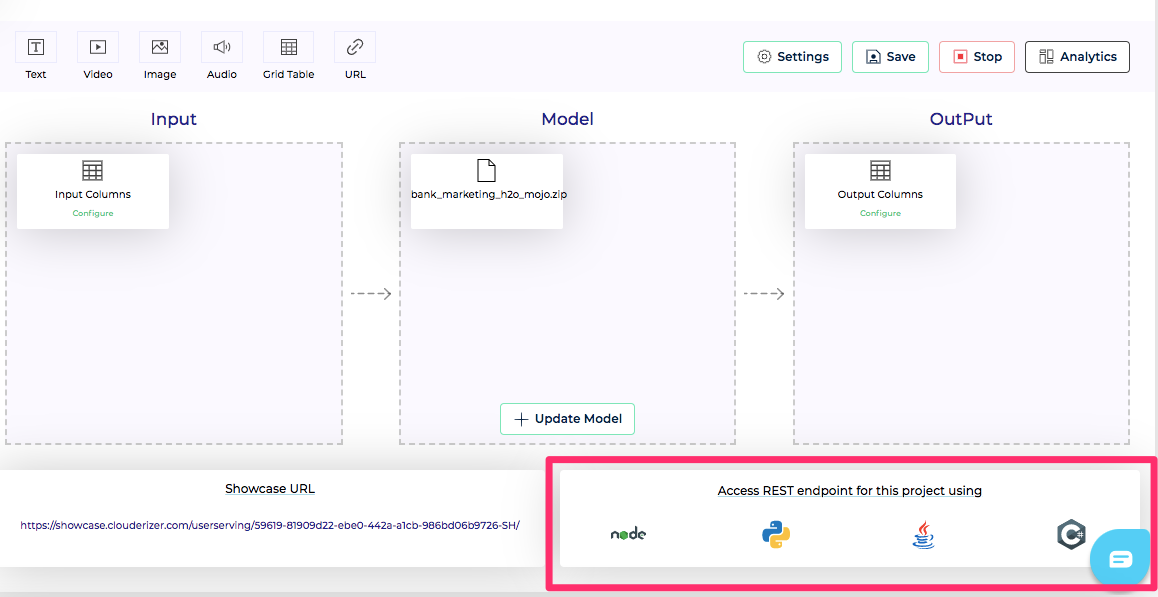 Text Video Image Audio Grid Table URL
Settings Save Stop Analytics
Input Model OutPut
Input Columns
Configure
bank_marketing_h2o_mojo.zip
Output Columns
Configure
Update Model
Showcase URL
https://showcase.clouderizer.com/userserving/59619-81909d22-ebe0-442a-a1cb-986bd06b9726-SH/
Access REST endpoint for this project using
node
C#